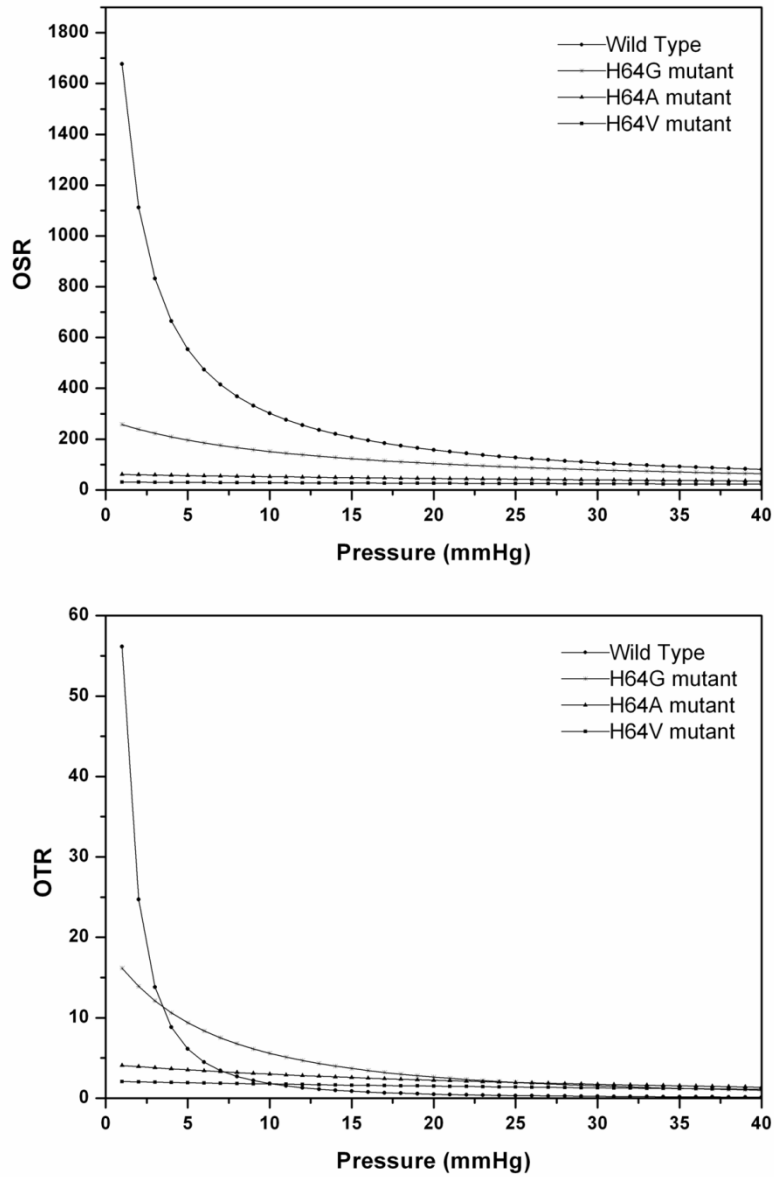 1800
1600
1400
1200
1000
800
600
400
200
0
OSR
Wild Type
H64G mutant
H64A mutant
H64V mutant
0 5 10 15 20 25 30 35 40
Pressure (mmHg)
60
50
40
30
20
10
0
OTR
Wild Type
H64G mutant
H64A mutant
H64V mutant
0 5 10 15 20 25 30 35 40
Pressure (mmHg)